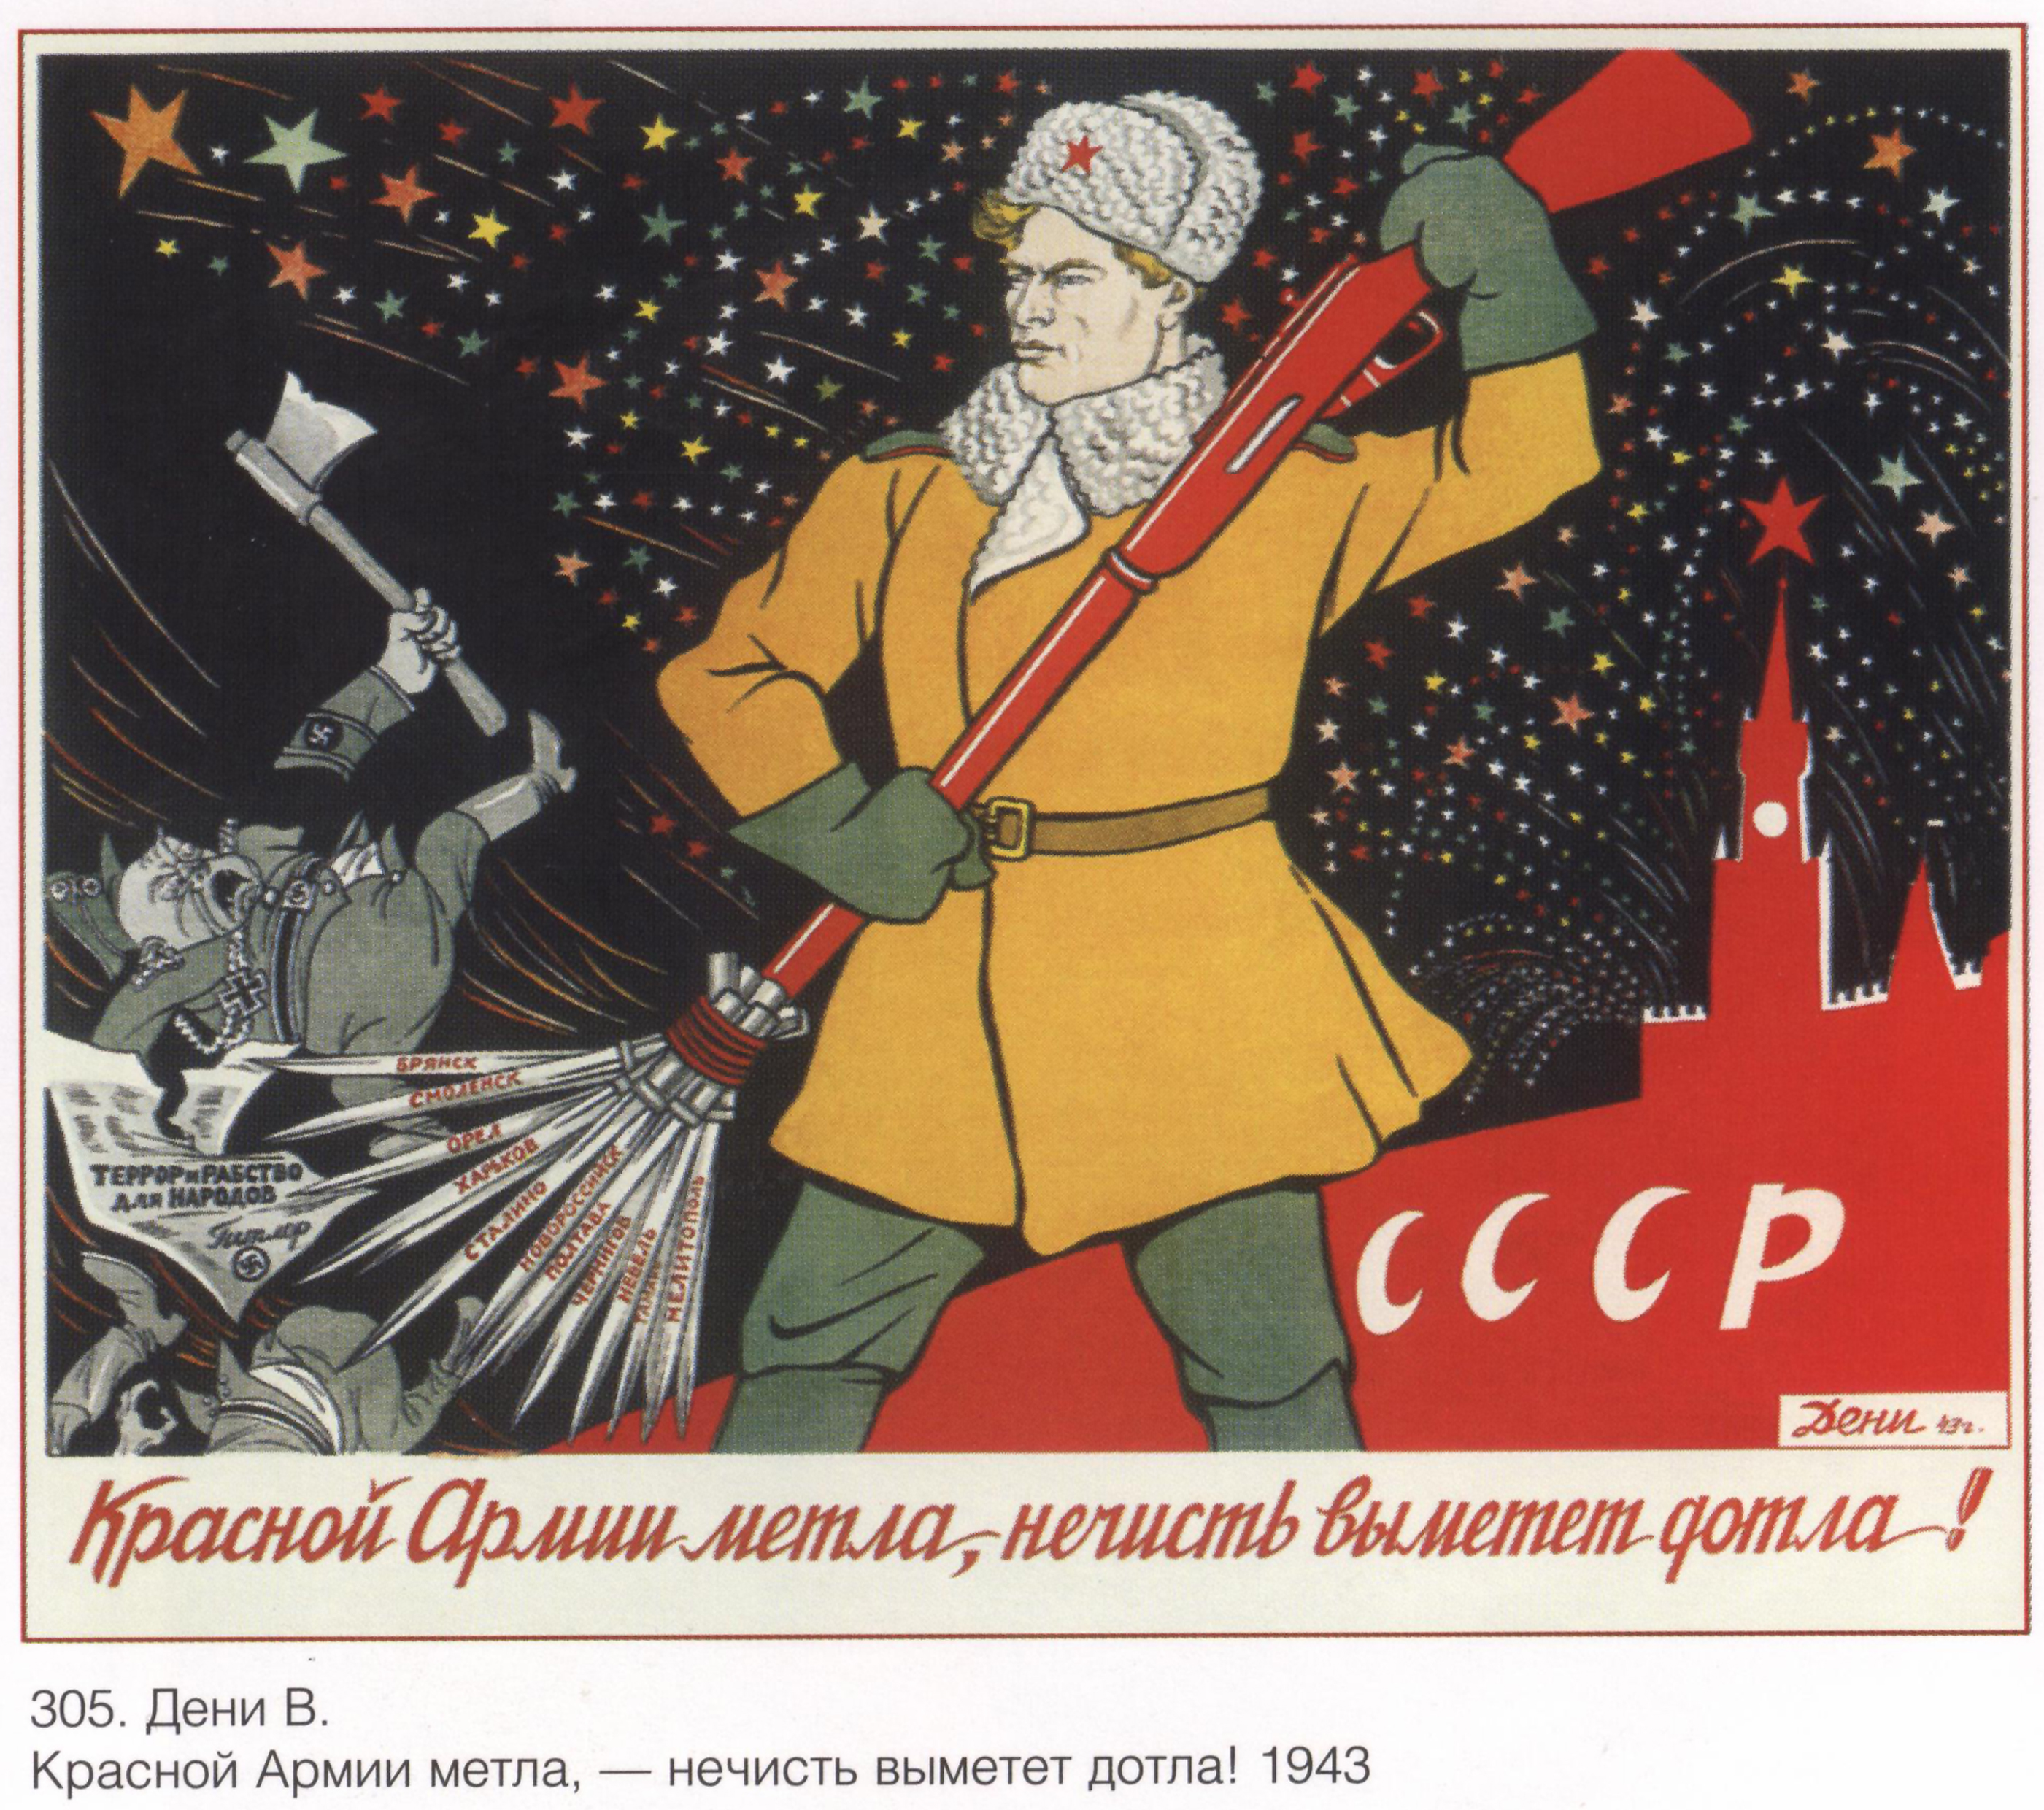 БРЯНСК
СМОЛЕНСК
ОРЕЛ
ХАРЬКОВ
СТАЛИНО
НОВОРОССИЙСК
ПОЛТАВА
ЧЕРНИГОВ
НЕВЕЛЬ
ТАМАНЬ
МЕЛИТОПОЛЬ
ТЕРРОР и РАБСТВО
ДЛЯ НАРОДОВ
Гитлер
СССР
Дени 43г.
Красной Армии метла, нечисть выметет дотла!
305. Дени В.
Красной Армии метла, — нечисть выметет дотла! 1943